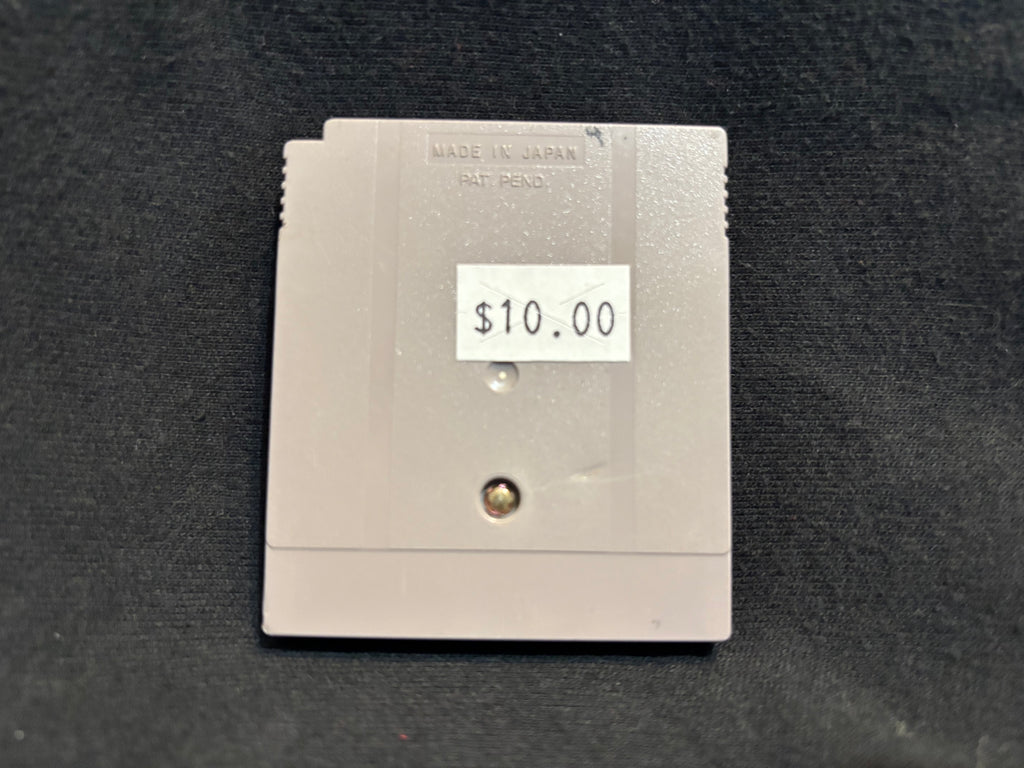 MADE IN JAPAN
PAT. PEND.
$10.00